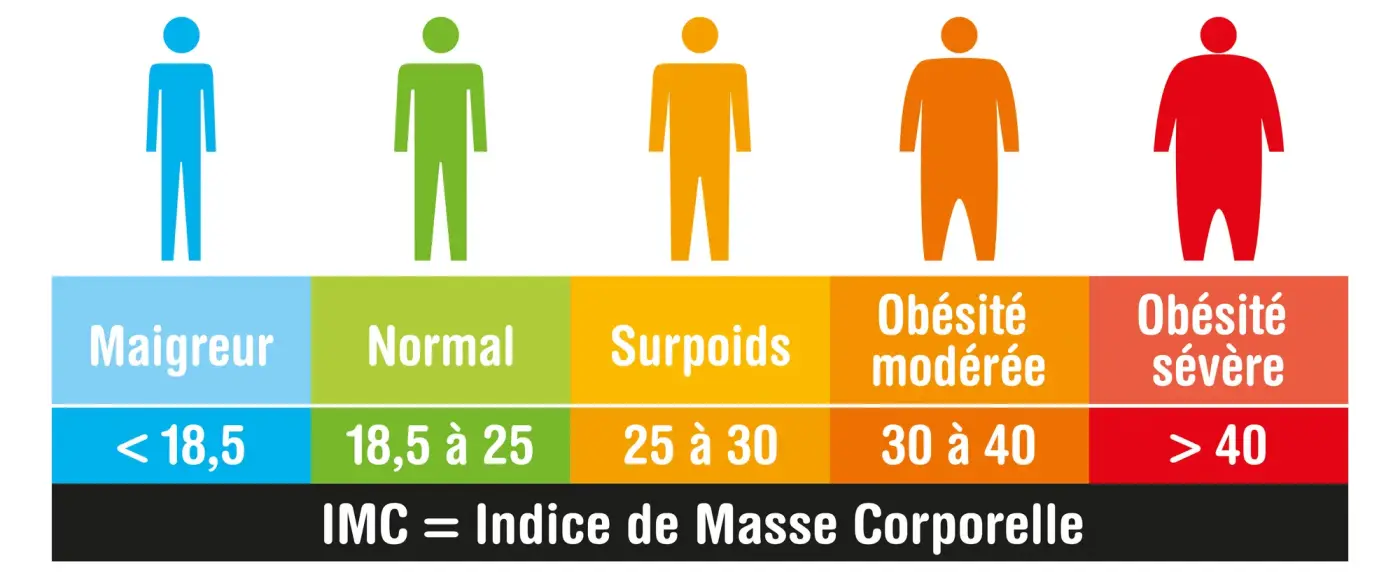 Maigreur
Normal
Surpoids
Obésité
modérée
Obésité
sévère
< 18,5
18,5 à 25
25 à 30
30 à 40
> 40
IMC = Indice de Masse Corporelle